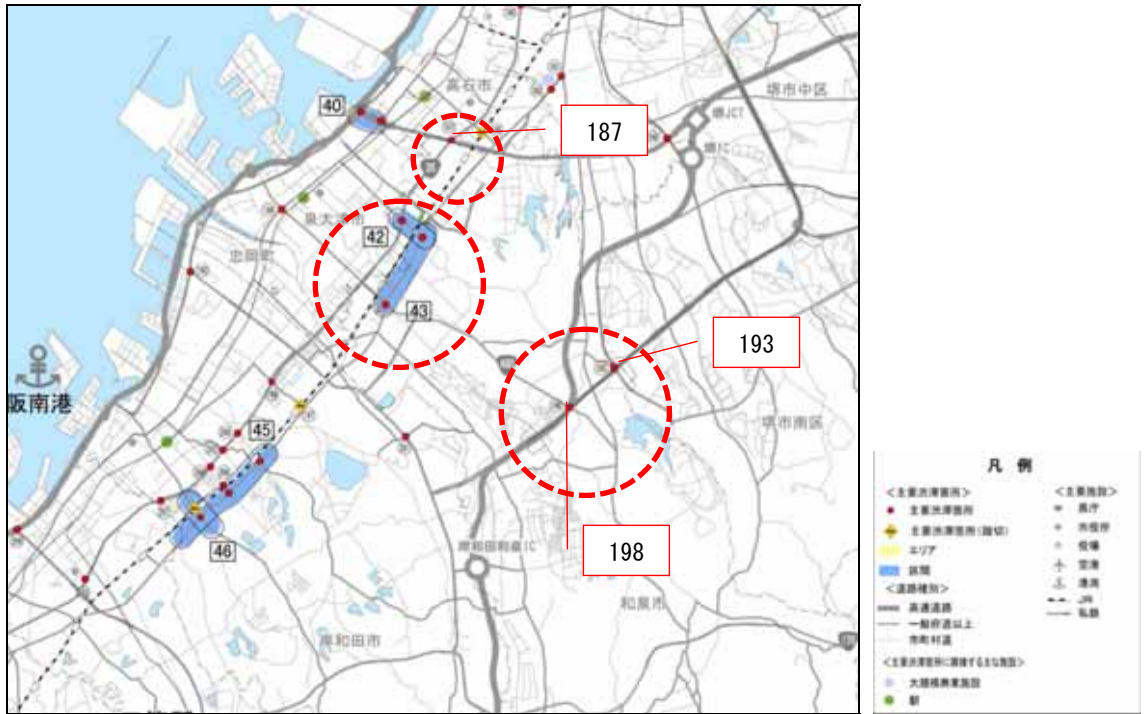 高石市
堺市中区
40
堺JCT
187
堺IC
26
泉大津市
42
忠岡町
43
193
阪南港
堺市南区
45
46
198
岸和田和泉IC
和泉市
岸和田市
凡 例
<主要渋滞箇所>
主要渋滞箇所
主要渋滞箇所(踏切)
エリア
区間
<道路種別>
高速道路
一般府道以上
市町村道
<主要渋滞箇所に隣接する主な施設>
大規模商業施設
駅
<主要施設>
県庁
市役所
役場
空港
港湾
JR
私鉄